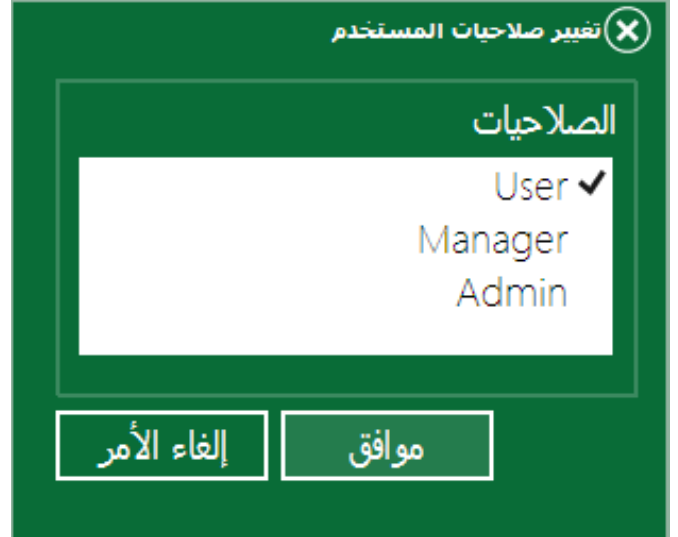 تغيير صلاحيات المستخدم
الصلاحيات
User
Manager
Admin
موافق
إلغاء الأمر